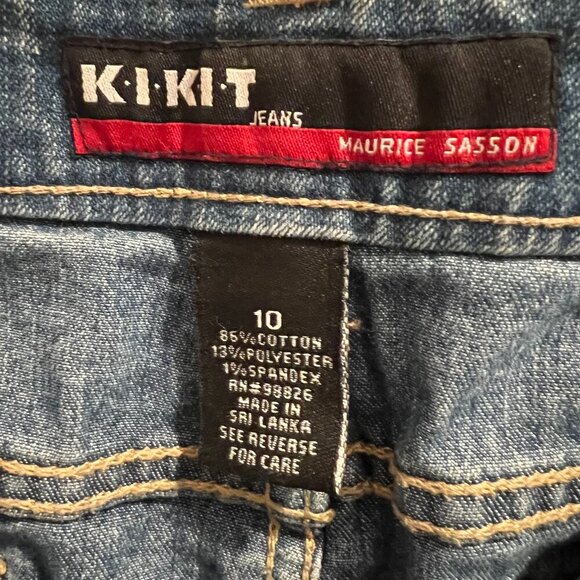 K·I·KI·T
JEANS
MAURICE SASSON
10
86%COTTON
13%POLYESTER
1%SPANDEX
RN#98826
MADE IN
SRI LANKA
SEE REVERSE
FOR CARE